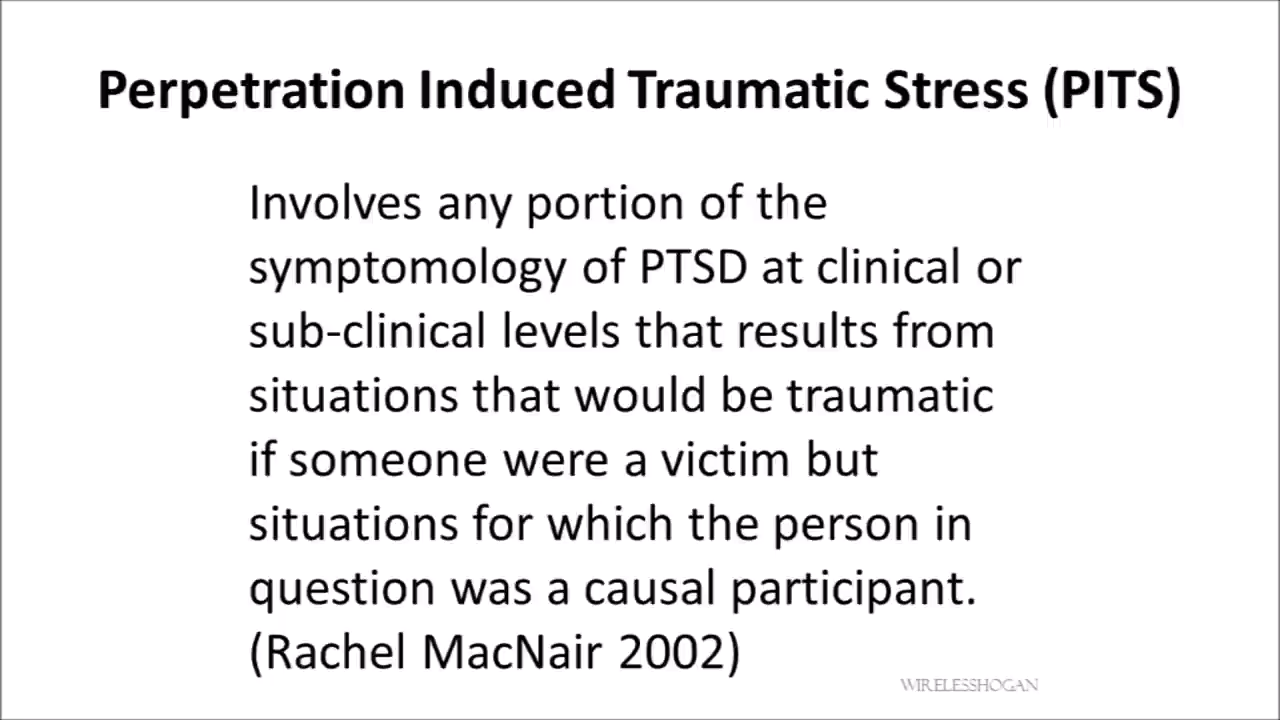 Perpetration Induced Traumatic Stress (PITS)
Involves any portion of the
symptomology of PTSD at clinical or
sub-clinical levels that results from
situations that would be traumatic
if someone were a victim but
situations for which the person in
question was a causal participant.
(Rachel MacNair 2002)
WIRELESSHOGAN